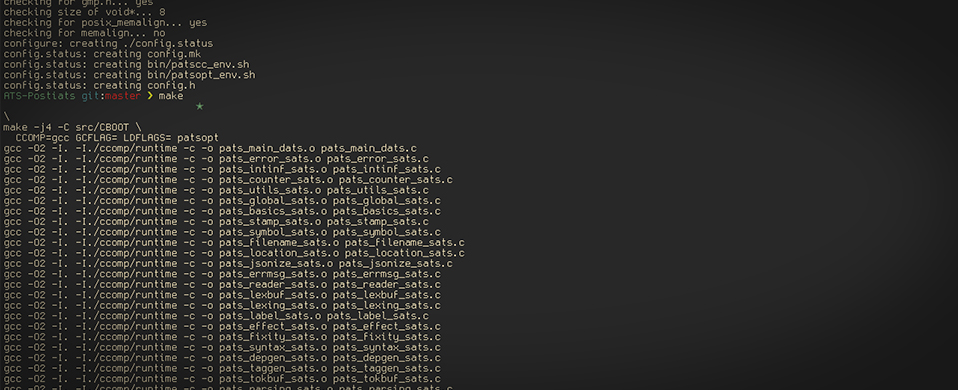 checking for gmp.h... yes
checking size of void*... 8
checking for posix_memalign... yes
checking for memalign... no
configure: creating ./config.status
config.status: creating config.mk
config.status: creating bin/patscc_env.sh
config.status: creating bin/patsopt_env.sh
config.status: creating config.h
ATS-Postiats git:master ❯ make
★
\
make -j4 -C src/CBOOT \
  CCOMP=gcc GCFLAG= LDFLAGS= patsopt
gcc -O2 -I. -I./ccomp/runtime -c -o pats_main_dats.o pats_main_dats.c
gcc -O2 -I. -I./ccomp/runtime -c -o pats_error_sats.o pats_error_sats.c
gcc -O2 -I. -I./ccomp/runtime -c -o pats_intinf_sats.o pats_intinf_sats.c
gcc -O2 -I. -I./ccomp/runtime -c -o pats_counter_sats.o pats_counter_sats.c
gcc -O2 -I. -I./ccomp/runtime -c -o pats_utils_sats.o pats_utils_sats.c
gcc -O2 -I. -I./ccomp/runtime -c -o pats_global_sats.o pats_global_sats.c
gcc -O2 -I. -I./ccomp/runtime -c -o pats_basics_sats.o pats_basics_sats.c
gcc -O2 -I. -I./ccomp/runtime -c -o pats_stamp_sats.o pats_stamp_sats.c
gcc -O2 -I. -I./ccomp/runtime -c -o pats_symbol_sats.o pats_symbol_sats.c
gcc -O2 -I. -I./ccomp/runtime -c -o pats_filename_sats.o pats_filename_sats.c
gcc -O2 -I. -I./ccomp/runtime -c -o pats_location_sats.o pats_location_sats.c
gcc -O2 -I. -I./ccomp/runtime -c -o pats_jsonize_sats.o pats_jsonize_sats.c
gcc -O2 -I. -I./ccomp/runtime -c -o pats_errmsg_sats.o pats_errmsg_sats.c
gcc -O2 -I. -I./ccomp/runtime -c -o pats_reader_sats.o pats_reader_sats.c
gcc -O2 -I. -I./ccomp/runtime -c -o pats_lexbuf_sats.o pats_lexbuf_sats.c
gcc -O2 -I. -I./ccomp/runtime -c -o pats_lexing_sats.o pats_lexing_sats.c
gcc -O2 -I. -I./ccomp/runtime -c -o pats_label_sats.o pats_label_sats.c
gcc -O2 -I. -I./ccomp/runtime -c -o pats_effect_sats.o pats_effect_sats.c
gcc -O2 -I. -I./ccomp/runtime -c -o pats_fixity_sats.o pats_fixity_sats.c
gcc -O2 -I. -I./ccomp/runtime -c -o pats_syntax_sats.o pats_syntax_sats.c
gcc -O2 -I. -I./ccomp/runtime -c -o pats_depgen_sats.o pats_depgen_sats.c
gcc -O2 -I. -I./ccomp/runtime -c -o pats_taggen_sats.o pats_taggen_sats.c
gcc -O2 -I. -I./ccomp/runtime -c -o pats_tokbuf_sats.o pats_tokbuf_sats.c
gcc -O2 -I. -I./ccomp/runtime -c -o pats_parsing_sats.o pats_parsing_sats.c